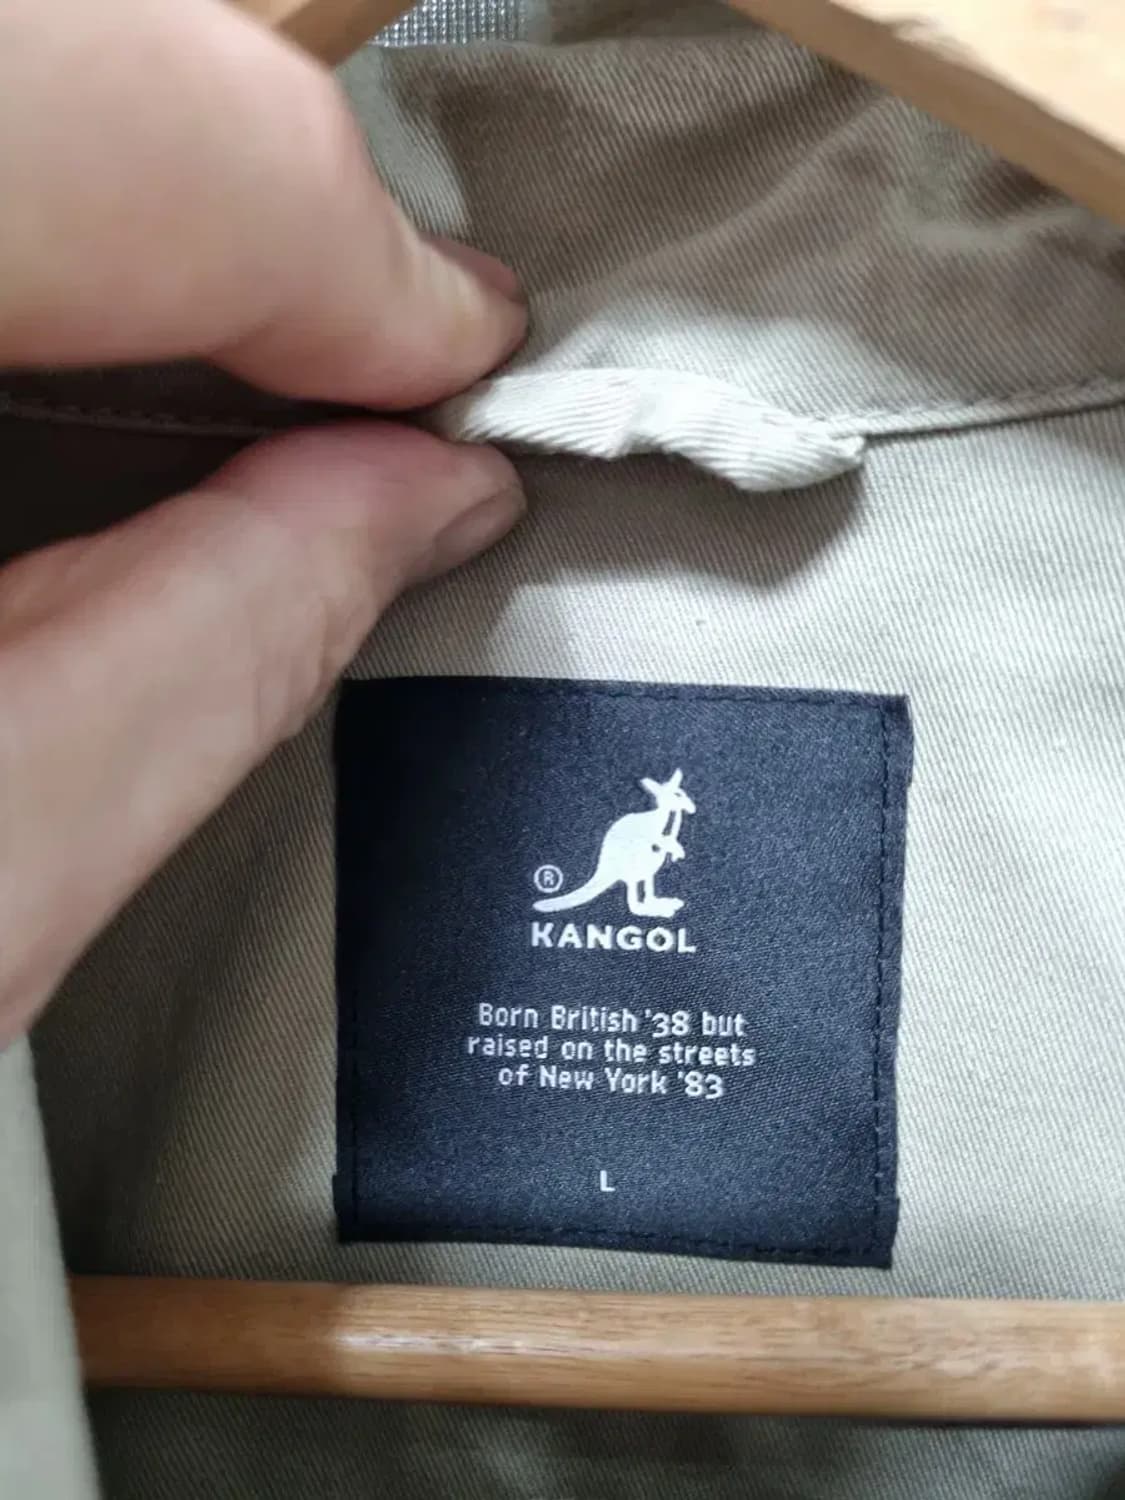 ®
KANGOL
Born British '38 but
raised on the streets
of New York '83
L